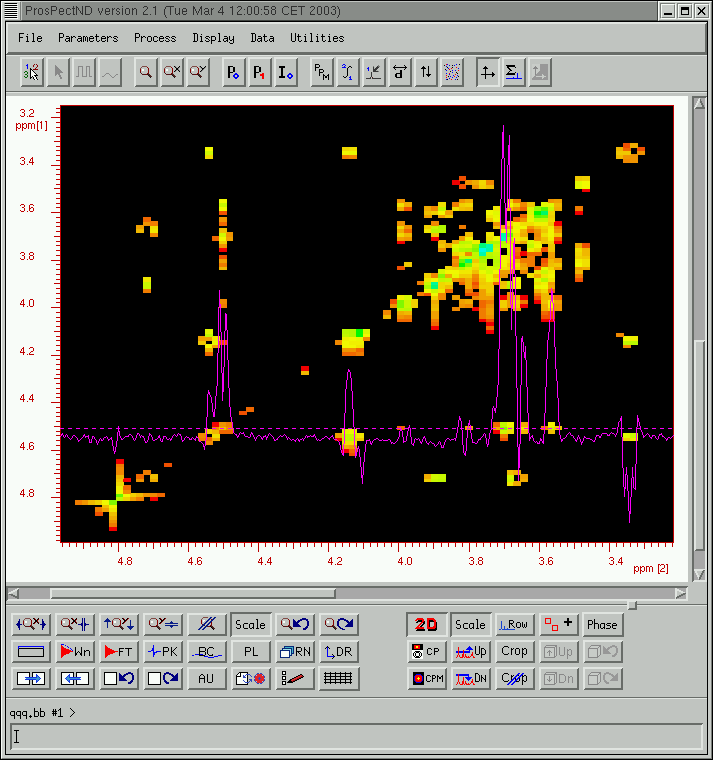 ProsPectND version 2.1 (Tue Mar 4 12:00:58 CET 2003)
File Parameters Process Display Data Utilities
P0 P1 I0 PPM
3.2
ppm[1]
3.4
3.6
3.8
4.0
4.2
4.4
4.6
4.8
4.8 4.6 4.4 4.2 4.0 3.8 3.6 3.4
ppm [2]
Scale 2D Scale Row Phase
Wn FT PK BC PL RN DR CP Up Crop Up
AU CPM DN Crop Dn
qqq.bb #1 >